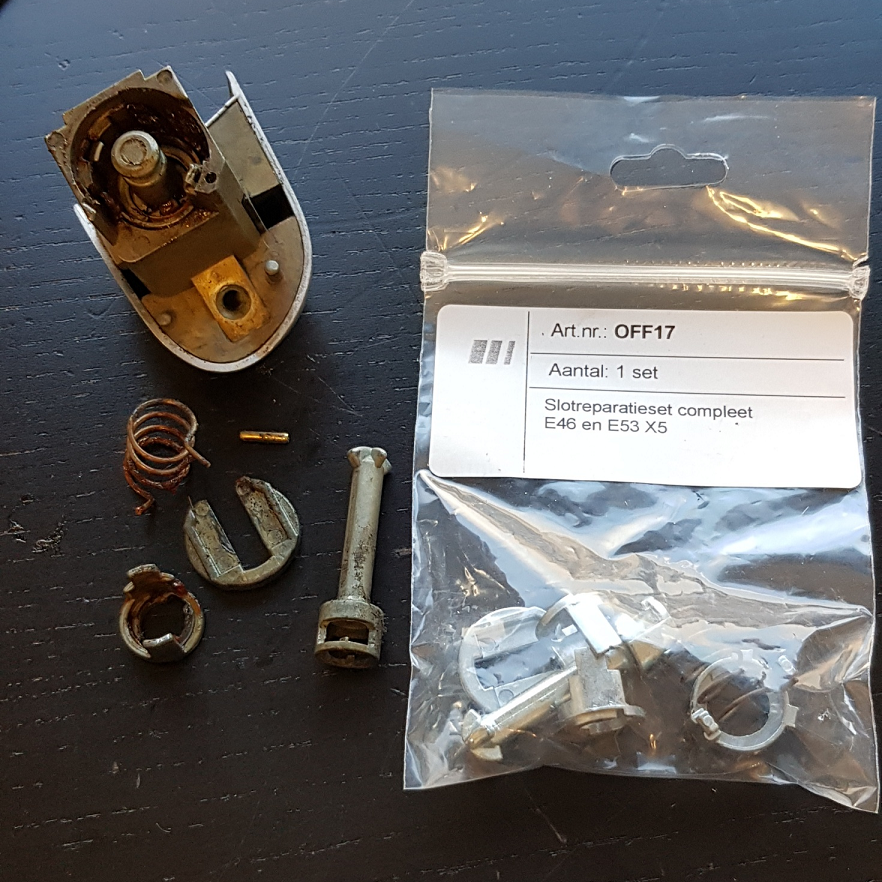 Art.nr.: OFF17
Aantal: 1 set
Slotreparatieset compleet
E46 en E53 X5